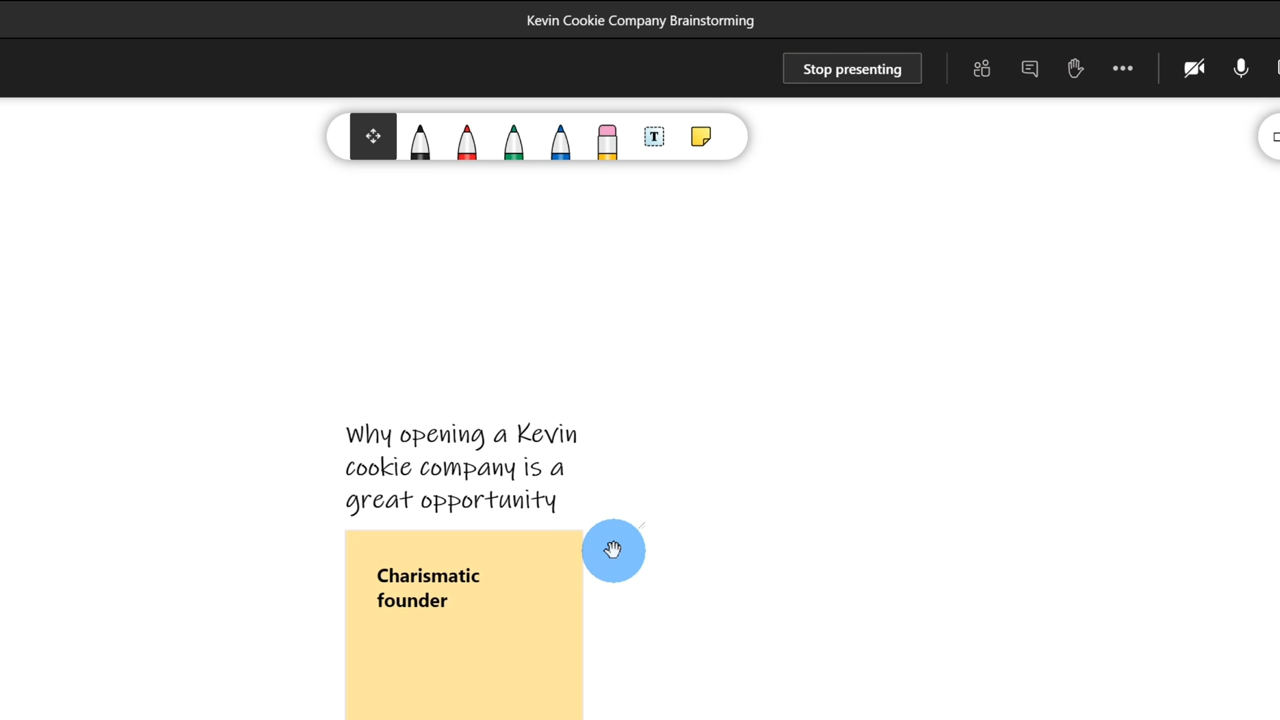 Kevin Cookie Company Brainstorming
Stop presenting
T
Why opening a Kevin
cookie company is a
great opportunity
Charismatic
founder